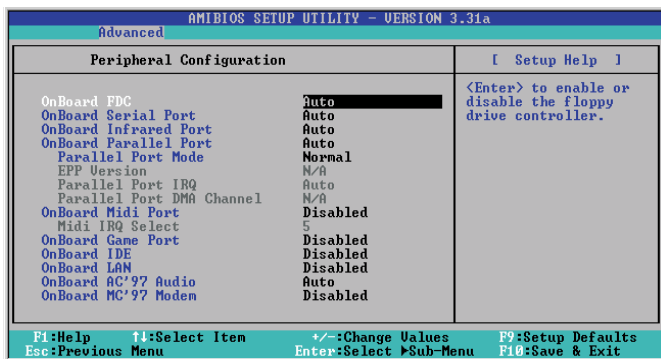 AMIBIOS SETUP UTILITY - VERSION 3.31a
Advanced
Peripheral Configuration
[ Setup Help ]
OnBoard FDC Auto
OnBoard Serial Port Auto
OnBoard Infrared Port Auto
OnBoard Parallel Port Auto
Parallel Port Mode Normal
EPP Version N/A
Parallel Port IRQ Auto
Parallel Port DMA Channel N/A
OnBoard Midi Port Disabled
Midi IRQ Select 5
OnBoard Game Port Disabled
OnBoard IDE Disabled
OnBoard LAN Disabled
OnBoard AC'97 Audio Auto
OnBoard MC'97 Modem Disabled
<Enter> to enable or
disable the floppy
drive controller.
F1:Help ↑↓:Select Item +/-:Change Values F9:Setup Defaults
Esc:Previous Menu Enter:Select ▶Sub-Menu F10:Save & Exit